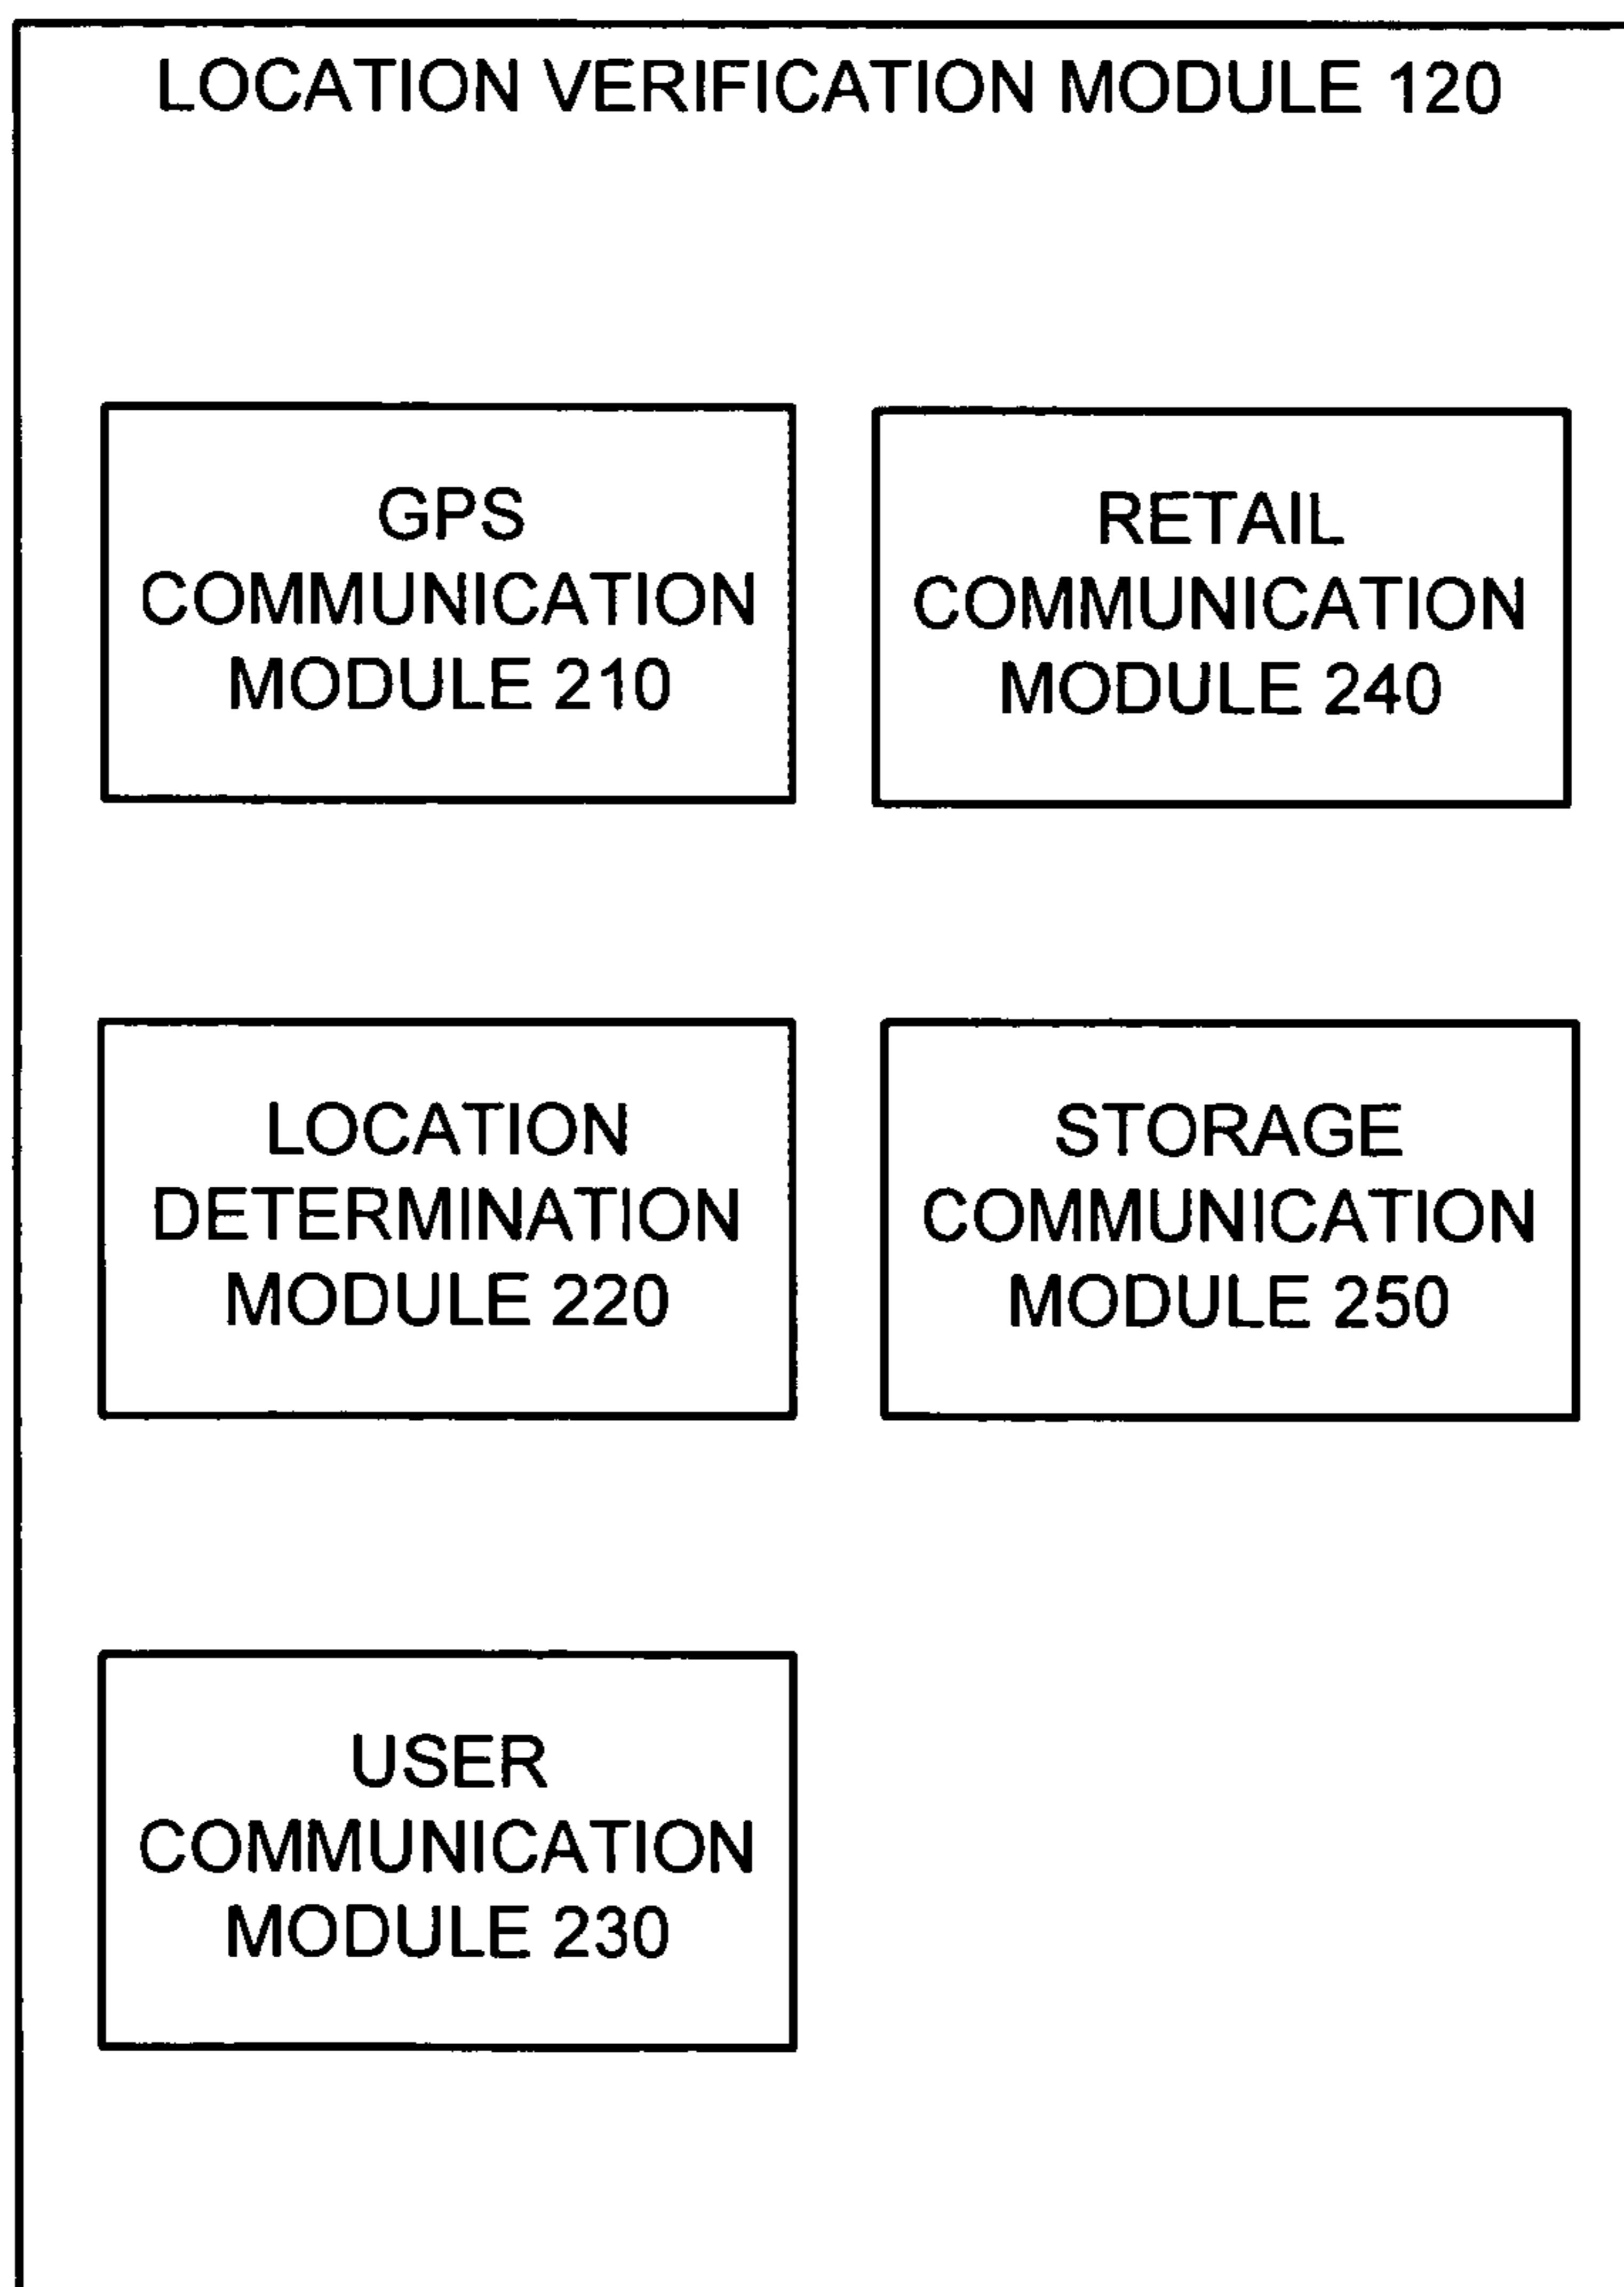 LOCATION VERIFICATION MODULE 120
GPS
COMMUNICATION
MODULE 210
RETAIL
COMMUNICATION
MODULE 240
LOCATION
DETERMINATION
MODULE 220
STORAGE
COMMUNICATION
MODULE 250
USER
COMMUNICATION
MODULE 230